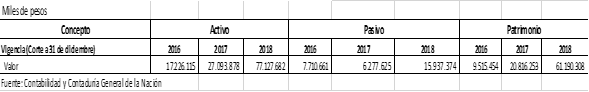 Miles de pesos
Concepto Activo Pasivo Patrimonio
Vigencia (Corte a 31 de diciembre) 2016 2017 2018 2016 2017 2018 2016 2017 2018
Valor 17.226.115 27.093.878 77.127.682 7.710.661 6.277.625 15.937.374 9.515.454 20.816.253 61.190.308
Fuente: Contabilidad y Contaduría General de la Nación